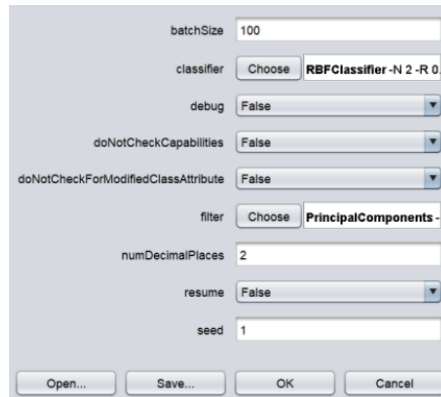 batchSize 100
classifier Choose RBFClassifier -N 2 -R 0.
debug False
doNotCheckCapabilities False
doNotCheckForModifiedClassAttribute False
filter Choose PrincipalComponents -
numDecimalPlaces 2
resume False
seed 1
Open... Save... OK Cancel